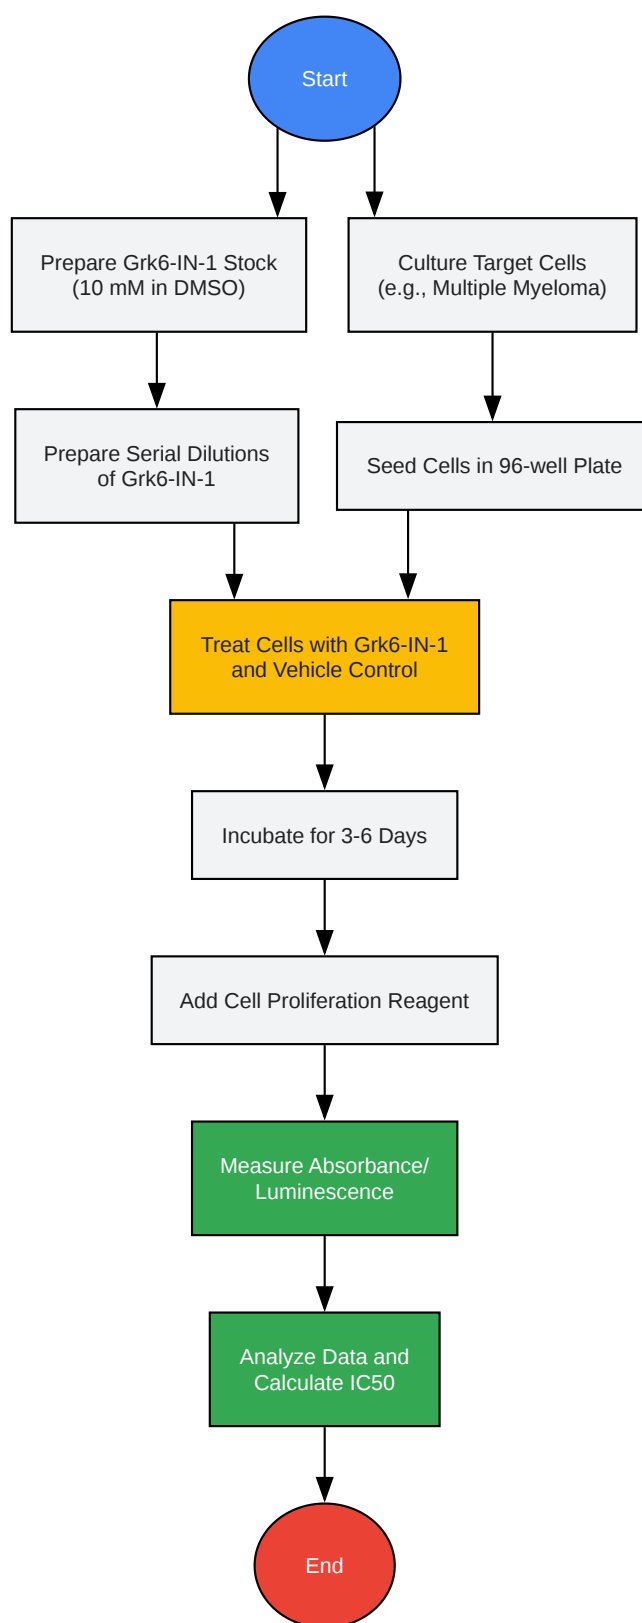 Start
Prepare Grk6-IN-1 Stock
(10 mM in DMSO)
Culture Target Cells
(e.g., Multiple Myeloma)
Prepare Serial Dilutions
of Grk6-IN-1
Seed Cells in 96-well Plate
Treat Cells with Grk6-IN-1
and Vehicle Control
Incubate for 3-6 Days
Add Cell Proliferation Reagent
Measure Absorbance/
Luminescence
Analyze Data and
Calculate IC50
End